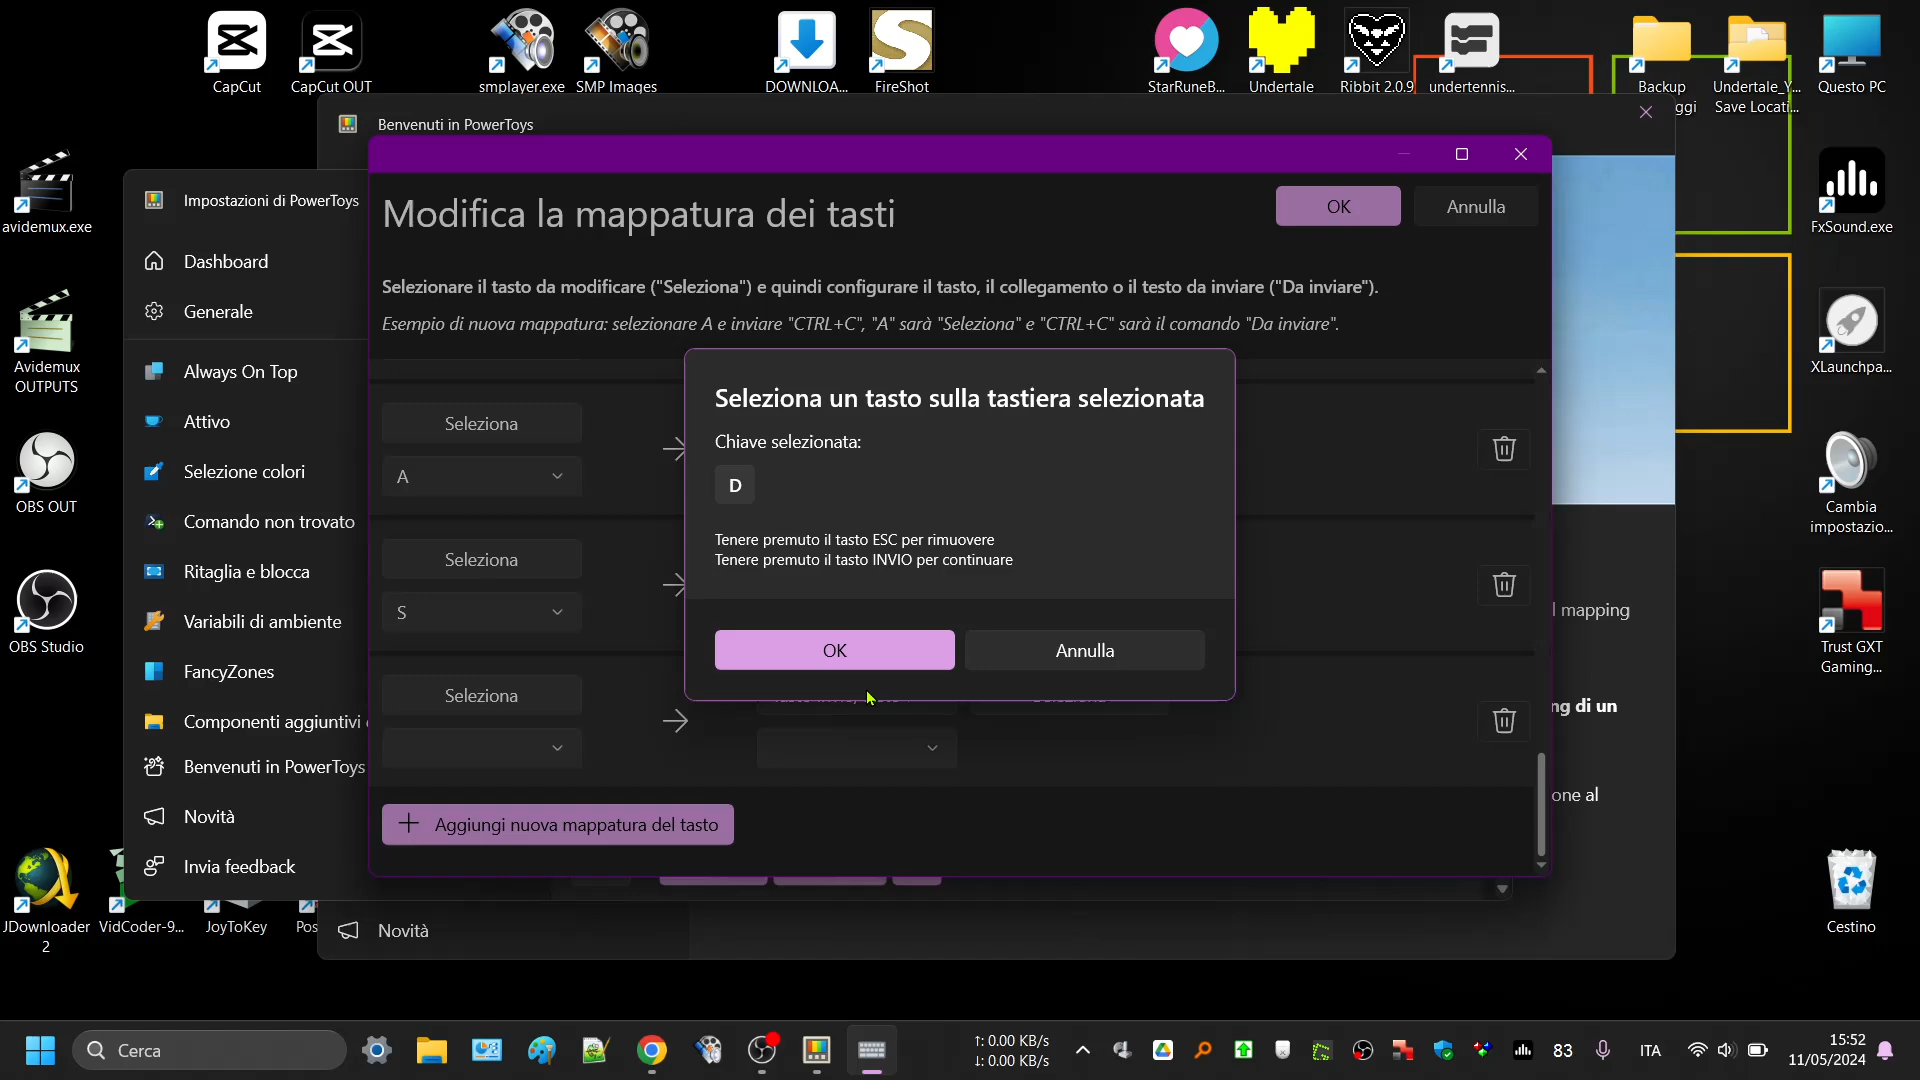 CapCut
CapCut OUT
smplayer.exe
SMP Images
DOWNLOA...
FireShot
StarRuneB...
Undertale
Ribbit 2.0.9
undertennis...
Backup
ggi
Undertale_Y...
Save Locati...
Questo PC
avidemux.exe
Avidemux
OUTPUTS
OBS OUT
OBS Studio
JDownloader
2
VidCoder-9...
JoyToKey
Pos
FxSound.exe
XLaunchpa...
Cambia
impostazio...
Trust GXT
Gaming...
Cestino
Benvenuti in PowerToys
Impostazioni di PowerToys
Dashboard
Generale
Always On Top
Attivo
Selezione colori
Comando non trovato
Ritaglia e blocca
Variabili di ambiente
FancyZones
Componenti aggiuntivi
Benvenuti in PowerToys
Novità
Invia feedback
Novità
l mapping
ng di un
one al
Modifica la mappatura dei tasti
OK
Annulla
Selezionare il tasto da modificare ("Seleziona") e quindi configurare il tasto, il collegamento o il testo da inviare ("Da inviare").
Esempio di nuova mappatura: selezionare A e inviare "CTRL+C", "A" sarà "Seleziona" e "CTRL+C" sarà il comando "Da inviare".
Seleziona
A
Seleziona
S
Seleziona
Aggiungi nuova mappatura del tasto
Seleziona un tasto sulla tastiera selezionata
Chiave selezionata:
D
Tenere premuto il tasto ESC per rimuovere
Tenere premuto il tasto INVIO per continuare
OK
Annulla
Cerca
↑: 0.00 KB/s
↓: 0.00 KB/s
83
ITA
15:52
11/05/2024